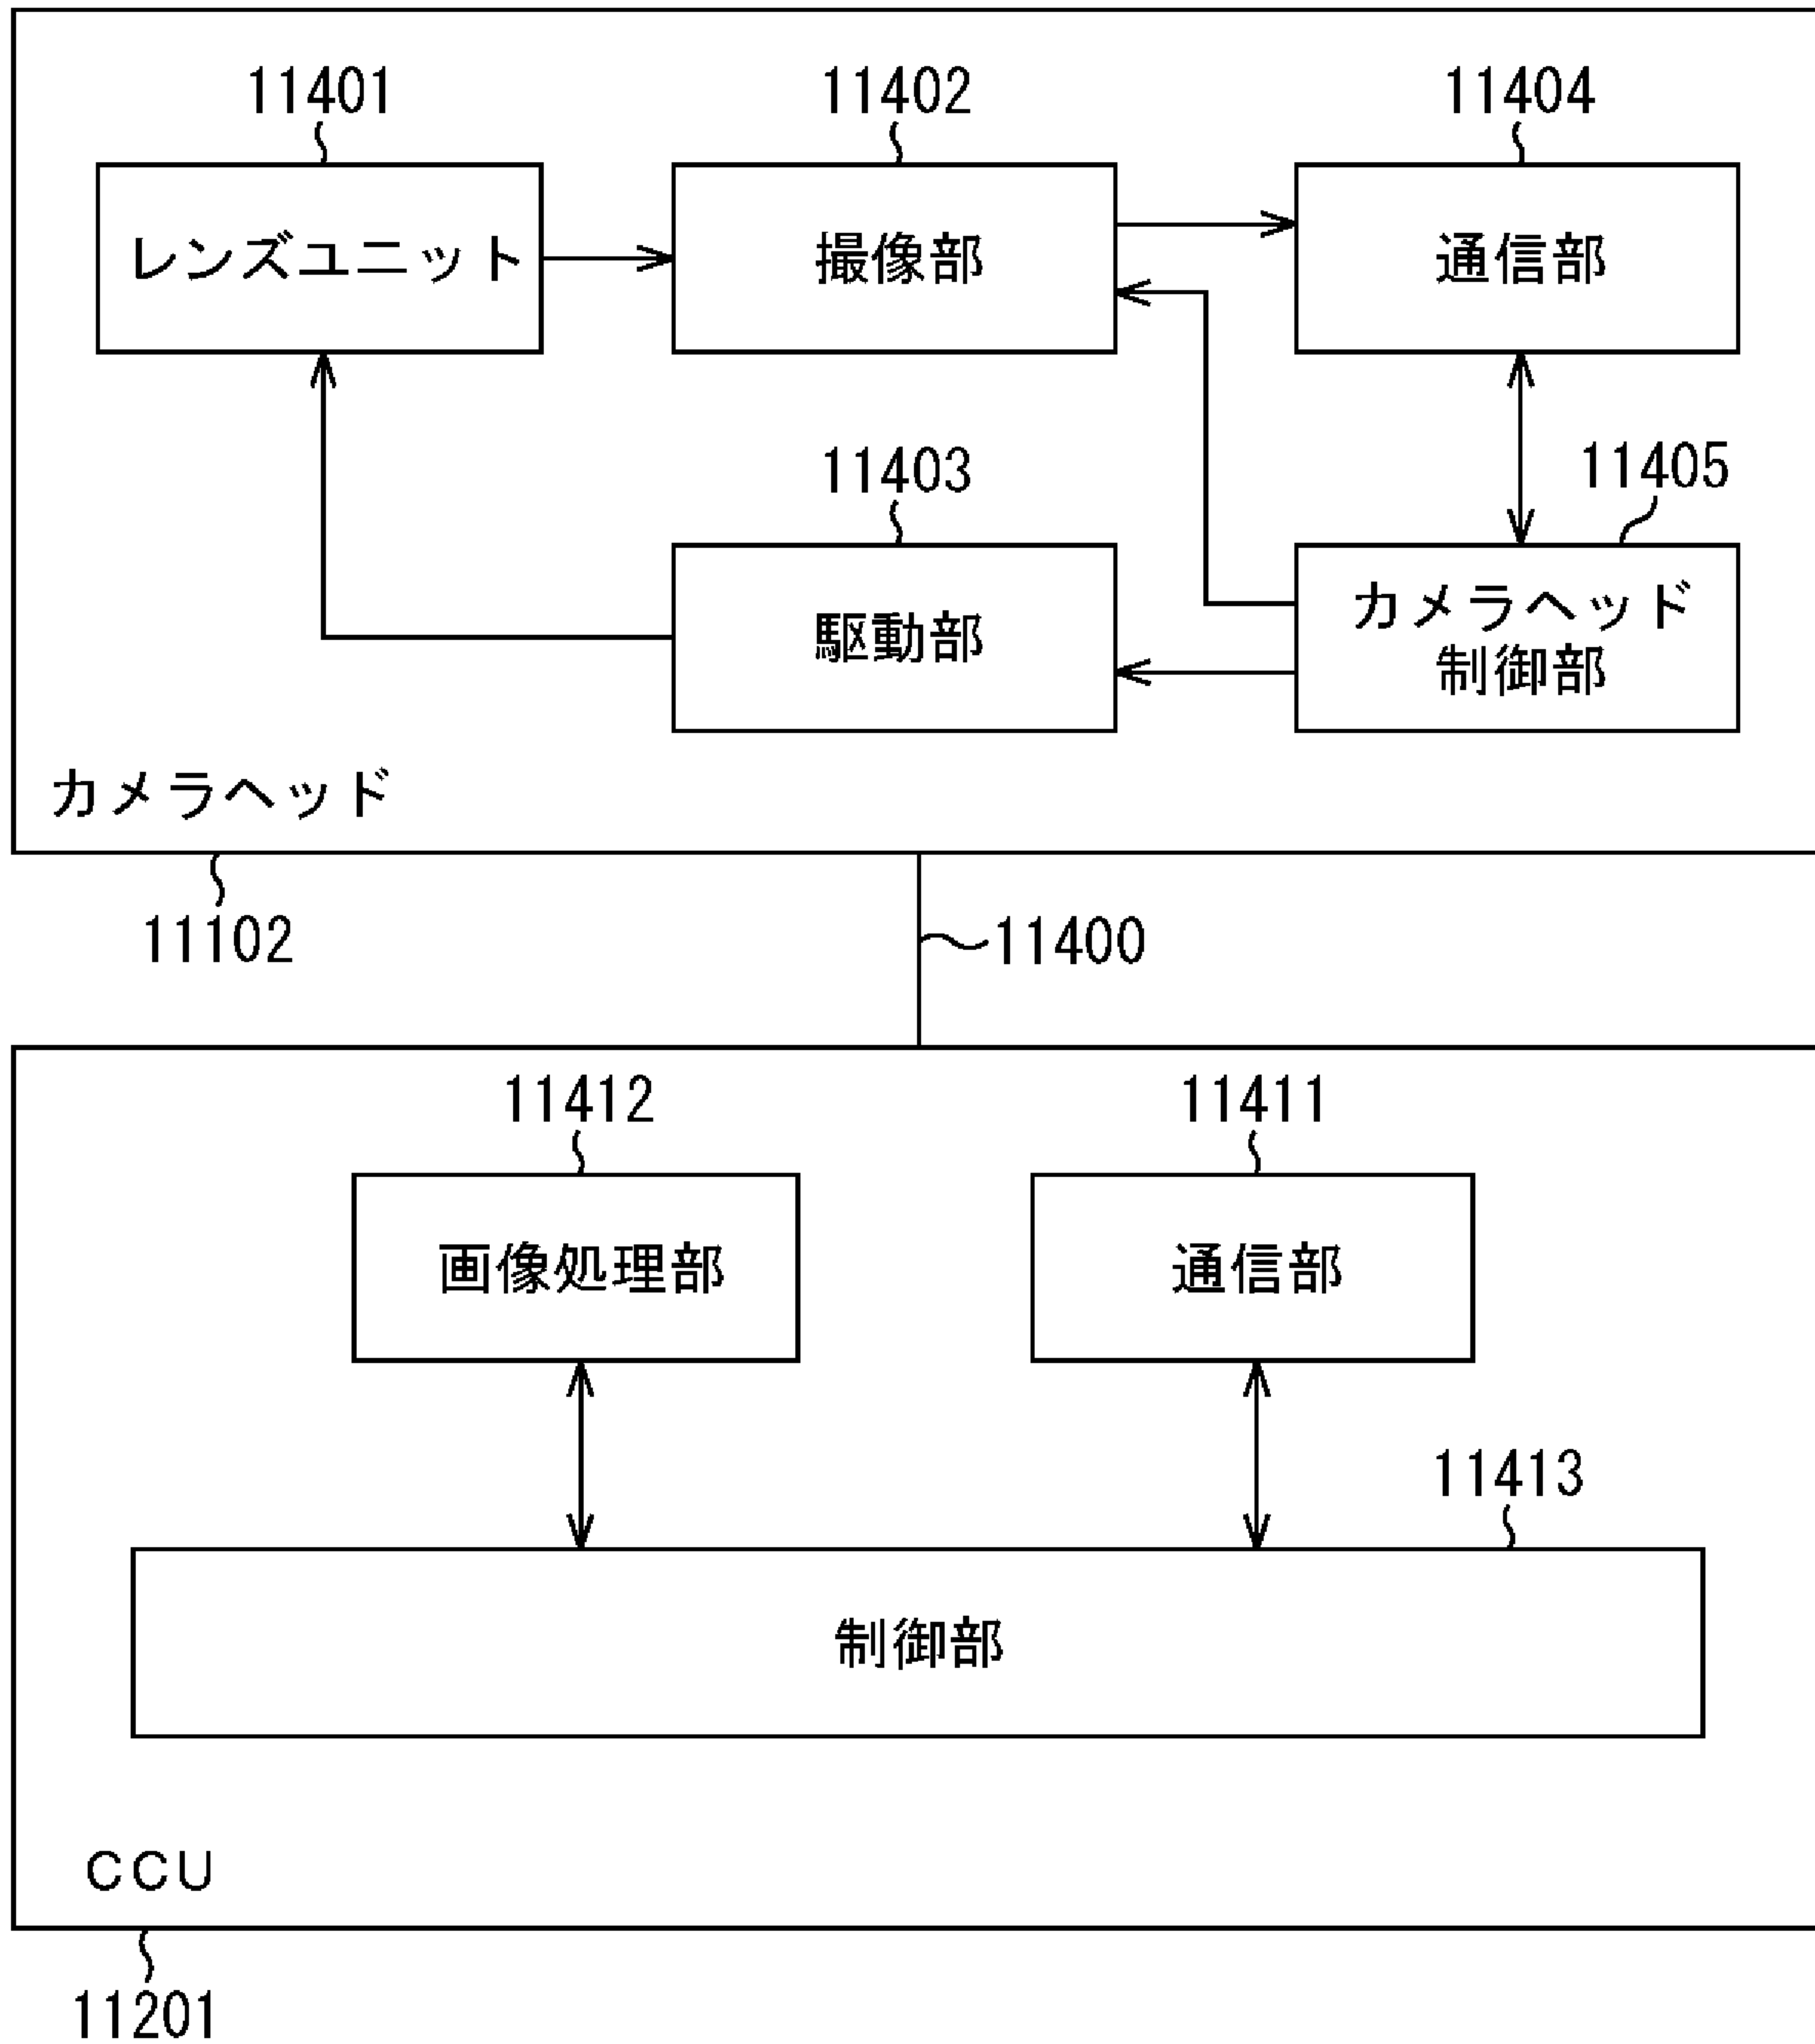 11401
11402
11404
レンズユニット
撮像部
通信部
11403
11405
駆動部
カメラヘッド
制御部
カメラヘッド
11102
11400
11412
11411
画像処理部
通信部
11413
制御部
CCU
11201